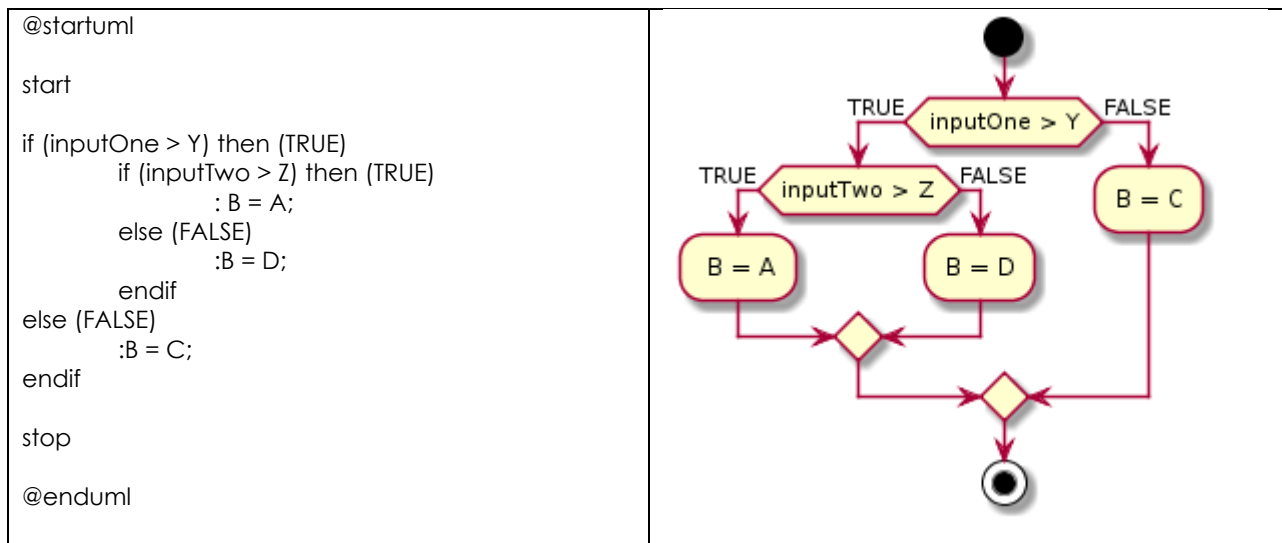 @startuml
start
if (inputOne > Y) then (TRUE)
if (inputTwo > Z) then (TRUE)
: B = A;
else (FALSE)
:B = D;
endif
else (FALSE)
:B = C;
endif
stop
@enduml
TRUE inputOne > Y FALSE
TRUE inputTwo > Z FALSE
B = C
B = A B = D